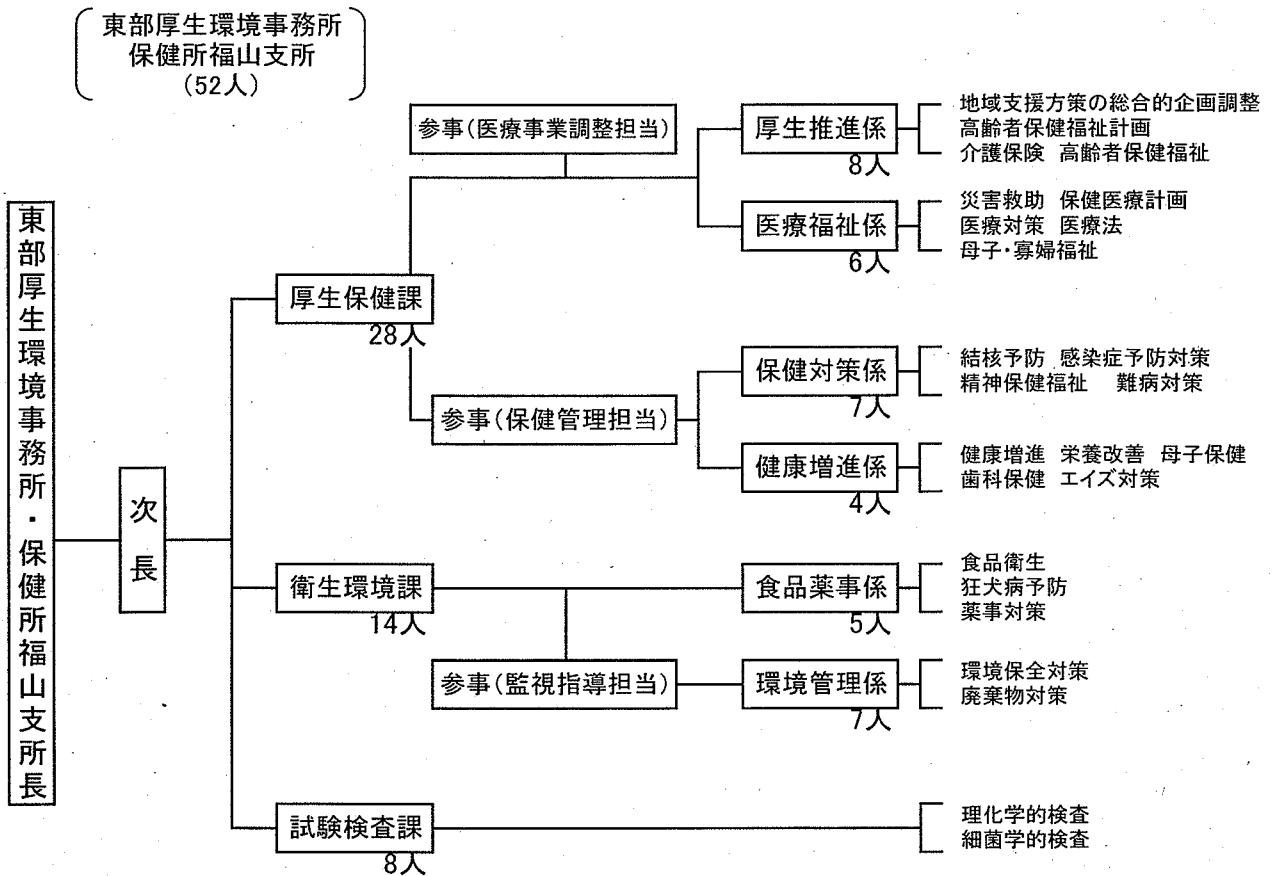 東部厚生環境事務所
保健所福山支所
(52人)
東部厚生環境事務所・保健所福山支所長
次長
厚生保健課
28人
参事(医療事業調整担当)
厚生推進係
8人
地域支援方策の総合的企画調整
高齢者保健福祉計画
介護保険 高齢者保健福祉
医療福祉係
6人
災害救助 保健医療計画
医療対策 医療法
母子・寡婦福祉
参事(保健管理担当)
保健対策係
7人
結核予防 感染症予防対策
精神保健福祉 難病対策
健康増進係
4人
健康増進 栄養改善 母子保健
歯科保健 エイズ対策
衛生環境課
14人
食品薬事係
5人
食品衛生
狂犬病予防
薬事対策
参事(監視指導担当)
環境管理係
7人
環境保全対策
廃棄物対策
試験検査課
8人
理化学的検査
細菌学的検査